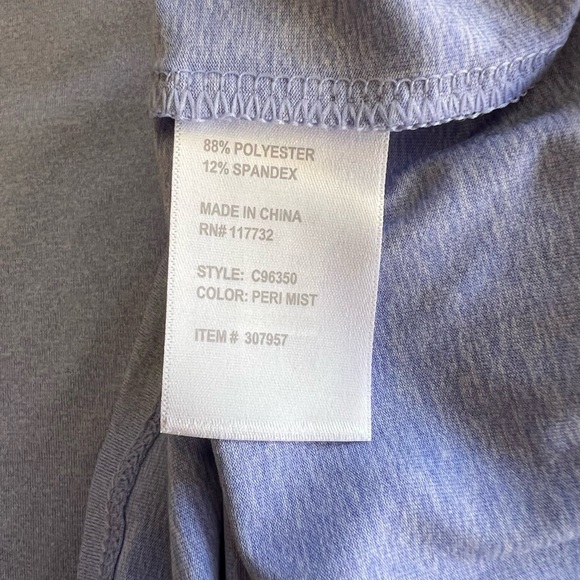 88% POLYESTER
12% SPANDEX
MADE IN CHINA
RN# 117732
STYLE: C96350
COLOR: PERI MIST
ITEM # 307957